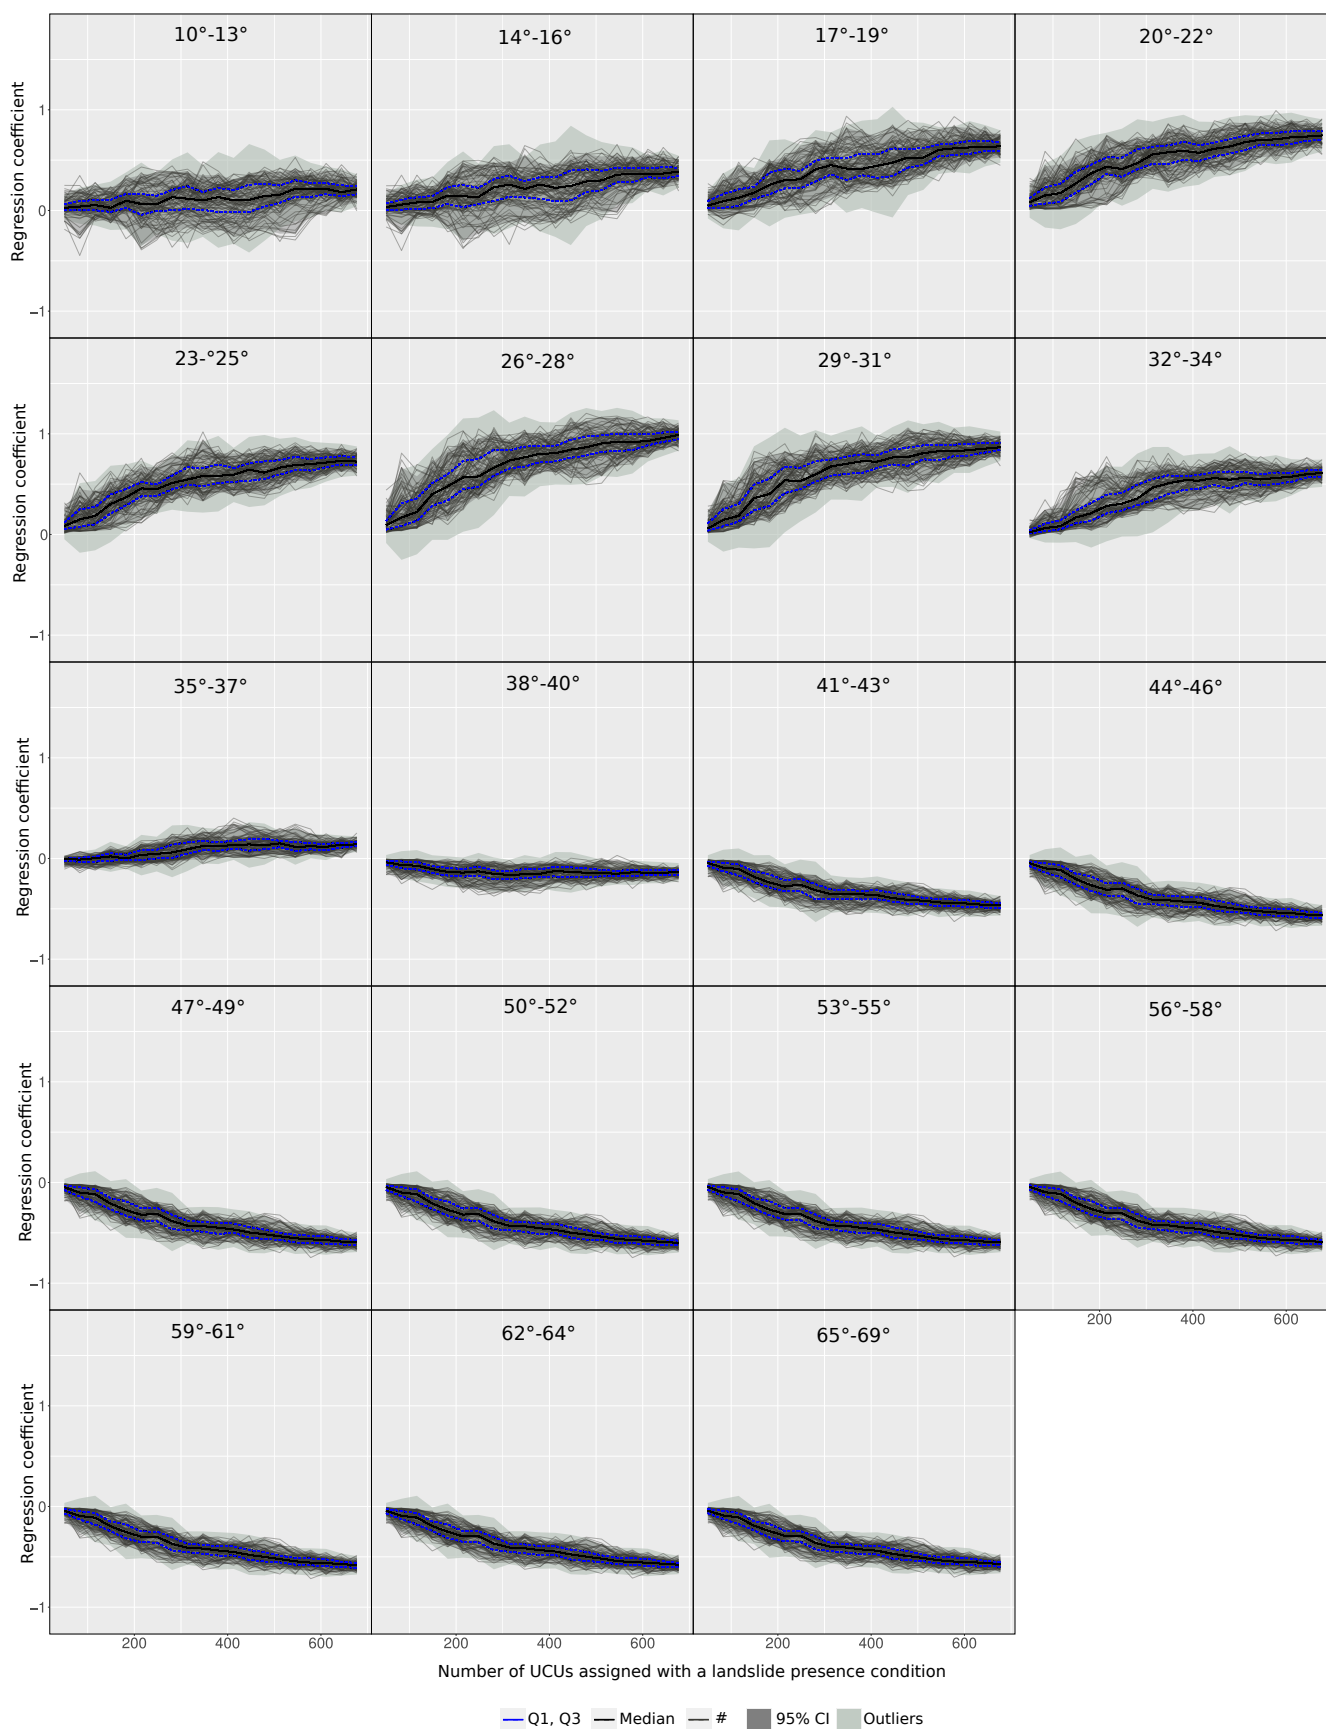 10°-13° 14°-16° 17°-19° 20°-22°
Regression coefficient
1
0
−1
23-°25° 26°-28° 29°-31° 32°-34°
Regression coefficient
1
0
−1
35°-37° 38°-40° 41°-43° 44°-46°
Regression coefficient
1
0
−1
47°-49° 50°-52° 53°-55° 56°-58°
Regression coefficient
1
0
−1
200 400 600
59°-61° 62°-64° 65°-69°
Regression coefficient
1
0
−1
200 400 600 200 400 600 200 400 600
Number of UCUs assigned with a landslide presence condition
Q1, Q3 Median # 95% CI Outliers